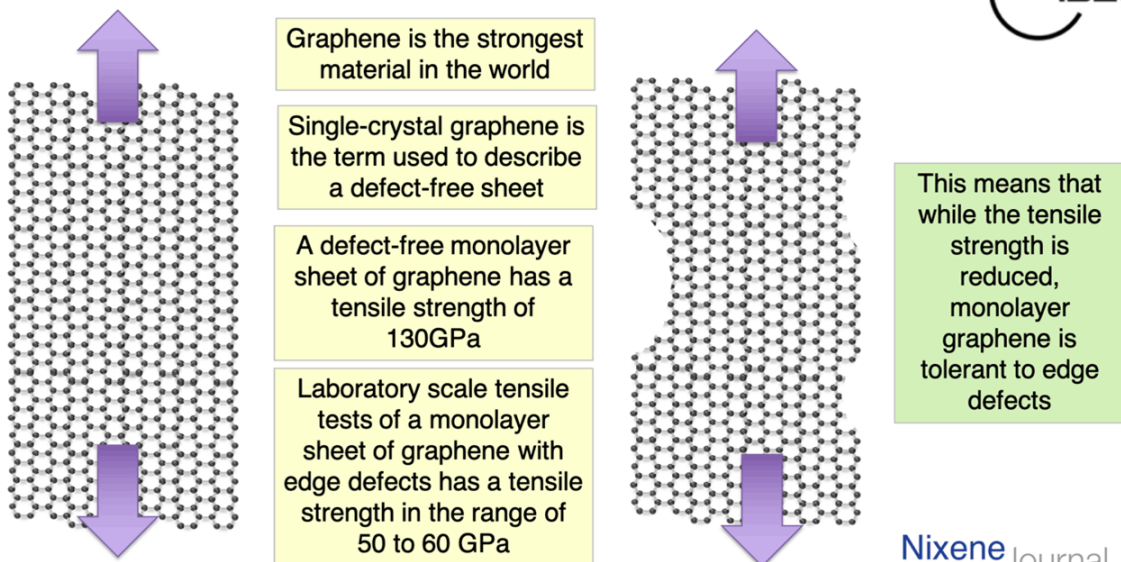 Graphene is the strongest
material in the world
Single-crystal graphene is
the term used to describe
a defect-free sheet
A defect-free monolayer
sheet of graphene has a
tensile strength of
130GPa
Laboratory scale tensile
tests of a monolayer
sheet of graphene with
edge defects has a tensile
strength in the range of
50 to 60 GPa
This means that
while the tensile
strength is
reduced,
monolayer
graphene is
tolerant to edge
defects
Nixene Journal